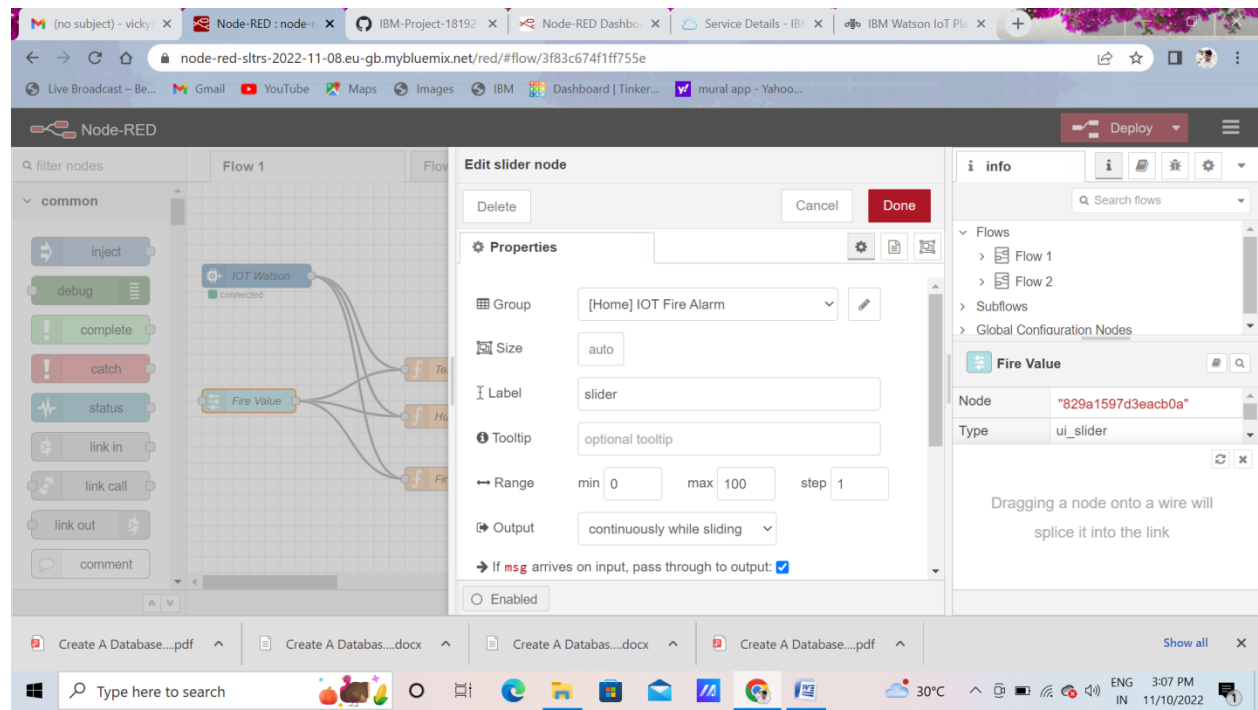 (no subject) - vicky
Node-RED : node-r
IBM-Project-18192
Node-RED Dashbo
Service Details - IB
IBM Watson IoT Pla
node-red-sltrs-2022-11-08.eu-gb.mybluemix.net/red/#flow/3f83c674f1ff755e
Live Broadcast – Be...
Gmail
YouTube
Maps
Images
IBM
Dashboard | Tinker...
mural app - Yahoo...
Node-RED
Deploy
filter nodes
common
inject
debug
complete
catch
status
link in
link call
link out
comment
Flow 1
Flov
IOT Watson
connected
Fire Value
Te
Hu
Fir
Edit slider node
Delete
Cancel
Done
Properties
Group
[Home] IOT Fire Alarm
Size
auto
Label
slider
Tooltip
optional tooltip
Range
min 0 max 100 step 1
Output
continuously while sliding
If msg arrives on input, pass through to output:
Enabled
info
Search flows
Flows
Flow 1
Flow 2
Subflows
Global Configuration Nodes
Fire Value
Node "829a1597d3eacb0a"
Type ui_slider
Dragging a node onto a wire will
splice it into the link
Create A Database....pdf
Create A Databas....docx
Create A Databas....docx
Create A Database....pdf
Show all
Type here to search
30°C
ENG
IN
3:07 PM
11/10/2022
1